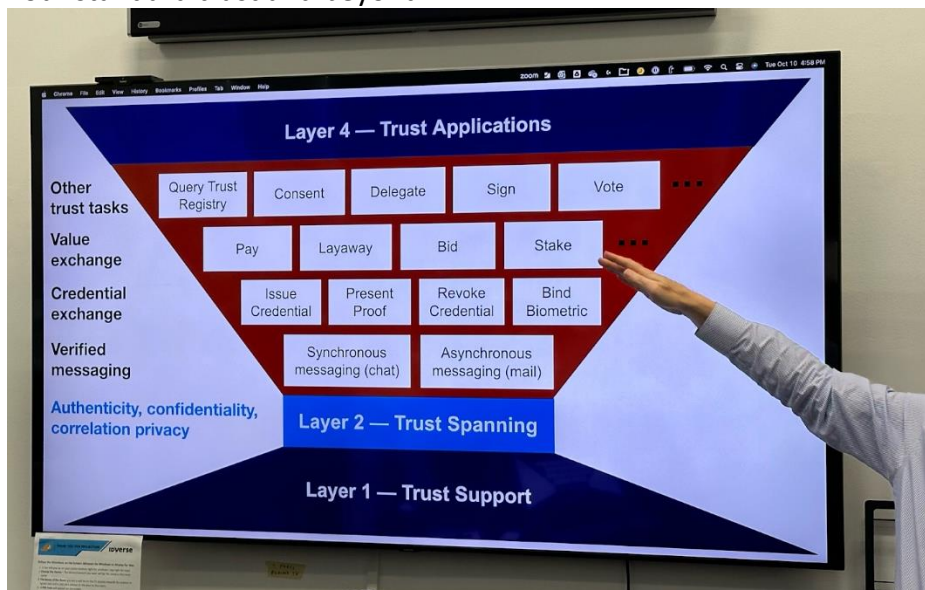 Chrome File Edit View History Bookmarks Profiles Tab Window Help
zoom
Tue Oct 10 4:58 PM
Layer 4 — Trust Applications
Other
trust tasks
Query Trust
Registry
Consent
Delegate
Sign
Vote
...
Value
exchange
Pay
Layaway
Bid
Stake
...
Credential
exchange
Issue
Credential
Present
Proof
Revoke
Credential
Bind
Biometric
Verified
messaging
Synchronous
messaging (chat)
Asynchronous
messaging (mail)
Authenticity, confidentiality,
correlation privacy
Layer 2 — Trust Spanning
Layer 1 — Trust Support